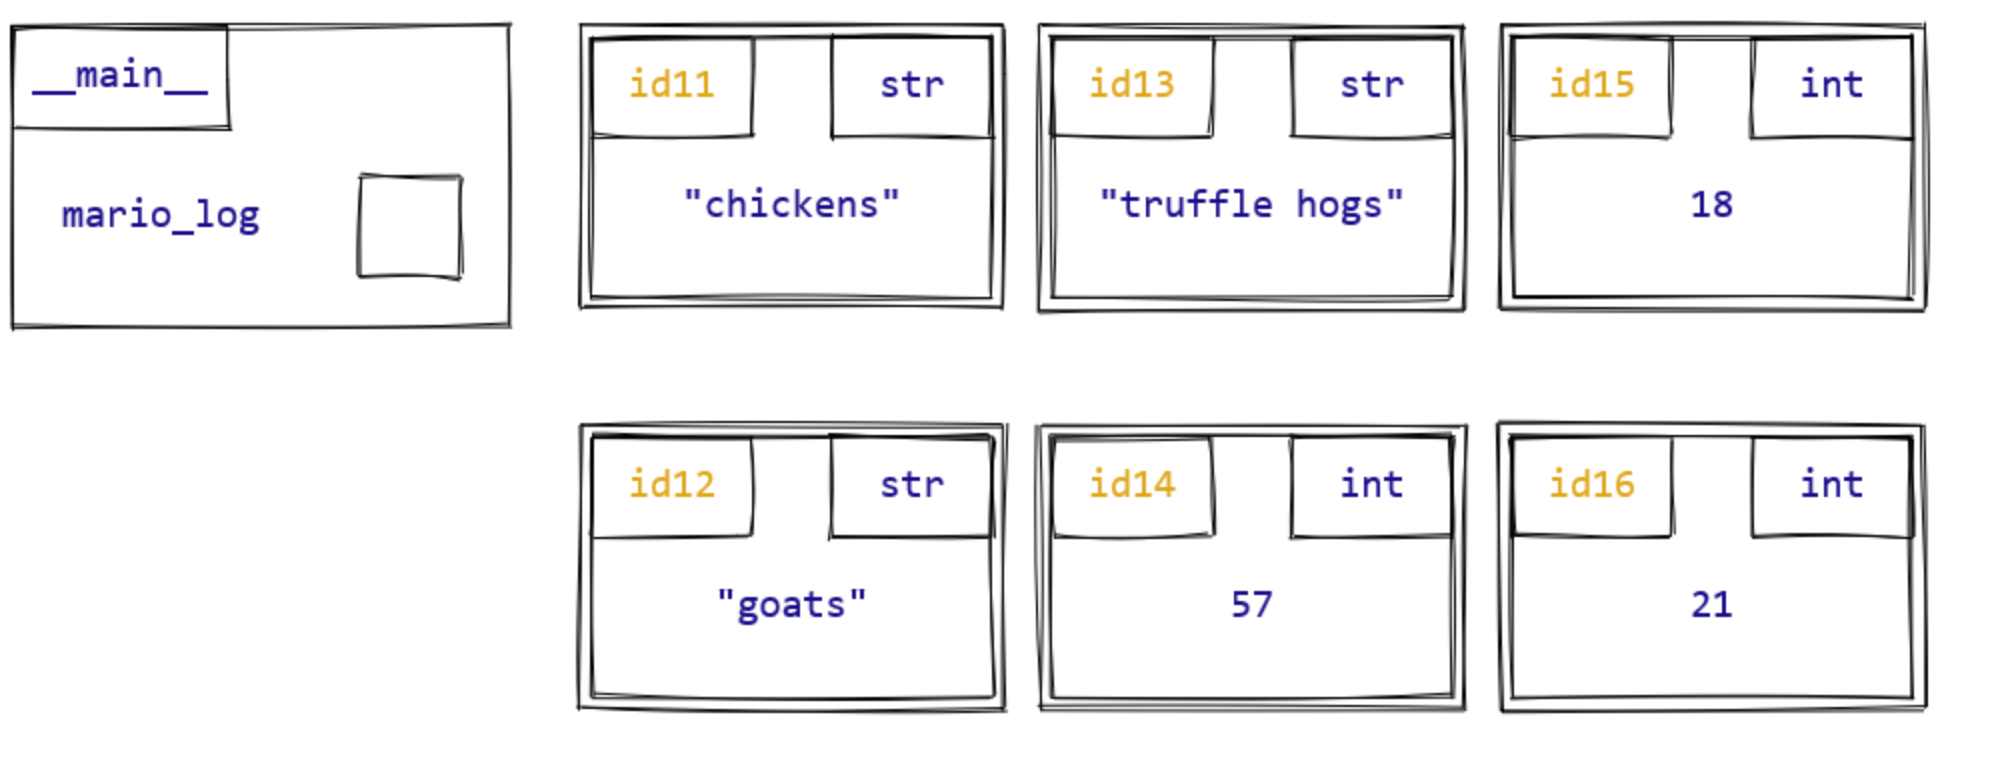 __main__
mario_log
id11 str
"chickens"
id13 str
"truffle hogs"
id15 int
18
id12 str
"goats"
id14 int
57
id16 int
21